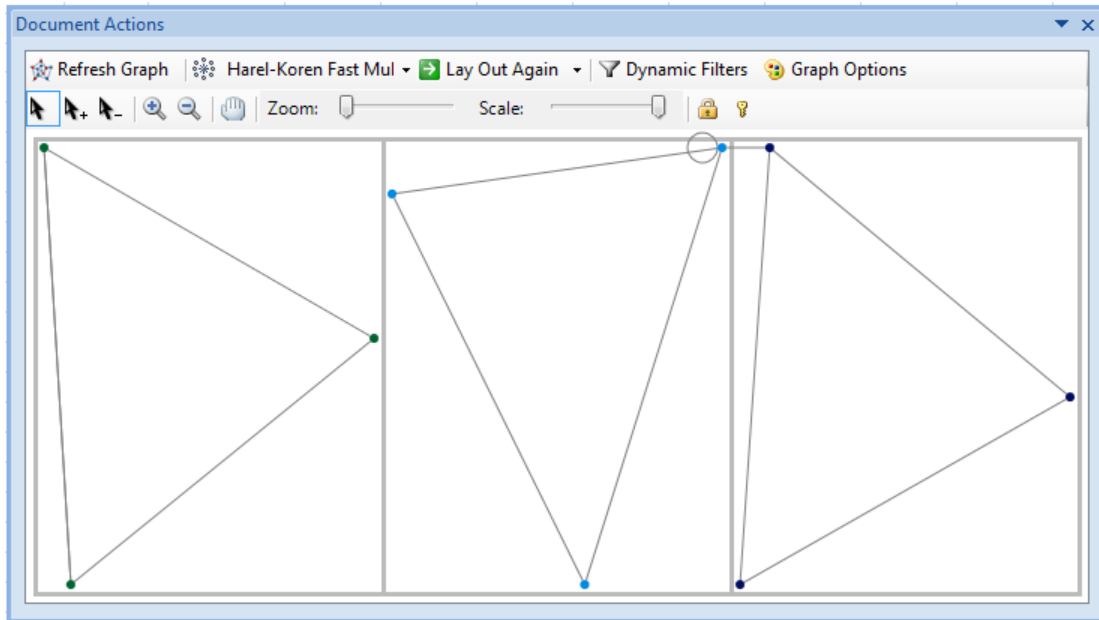 Document Actions
Refresh Graph Harel-Koren Fast Mul Lay Out Again Dynamic Filters Graph Options
Zoom: Scale: